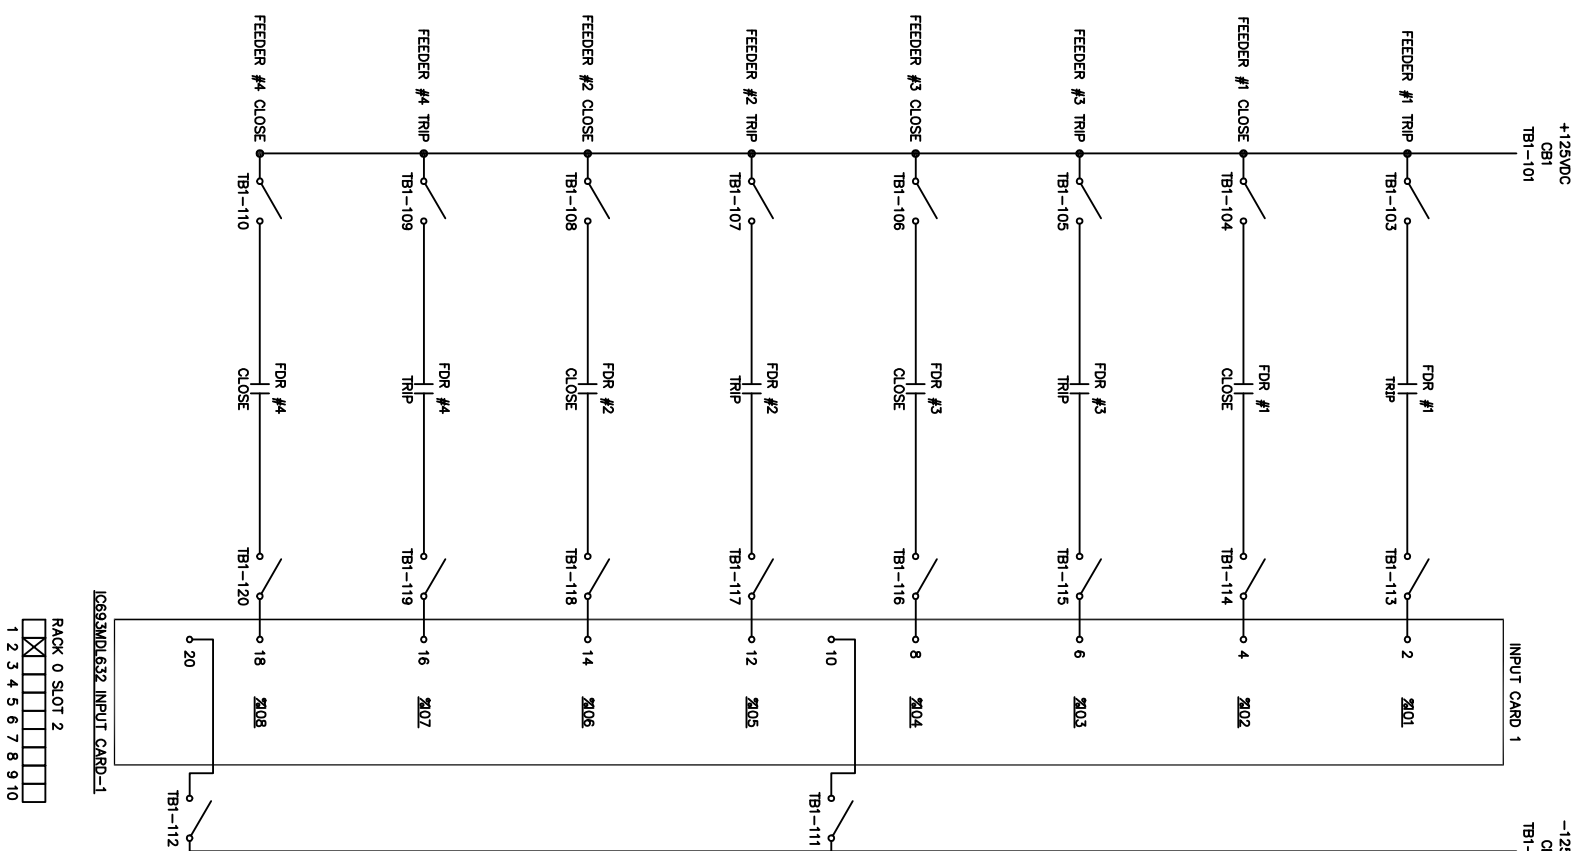 +125VDC
CB1
TB1-101
-125
TB1-
INPUT CARD 1
FEEDER #1 TRIP
TB1-103
FDR #1
TRIP
TB1-113
2
%I01
FEEDER #1 CLOSE
TB1-104
FDR #1
CLOSE
TB1-114
4
%I02
FEEDER #3 TRIP
TB1-105
FDR #3
TRIP
TB1-115
6
%I03
FEEDER #3 CLOSE
TB1-106
FDR #3
CLOSE
TB1-116
8
%I04
10
TB1-111
FEEDER #2 TRIP
TB1-107
FDR #2
TRIP
TB1-117
12
%I05
FEEDER #2 CLOSE
TB1-108
FDR #2
CLOSE
TB1-118
14
%I06
FEEDER #4 TRIP
TB1-109
FDR #4
TRIP
TB1-119
16
%I07
FEEDER #4 CLOSE
TB1-110
FDR #4
CLOSE
TB1-120
18
%I08
20
TB1-112
IC693MDL632 INPUT CARD-1
RACK 0 SLOT 2
1 2 3 4 5 6 7 8 9 10